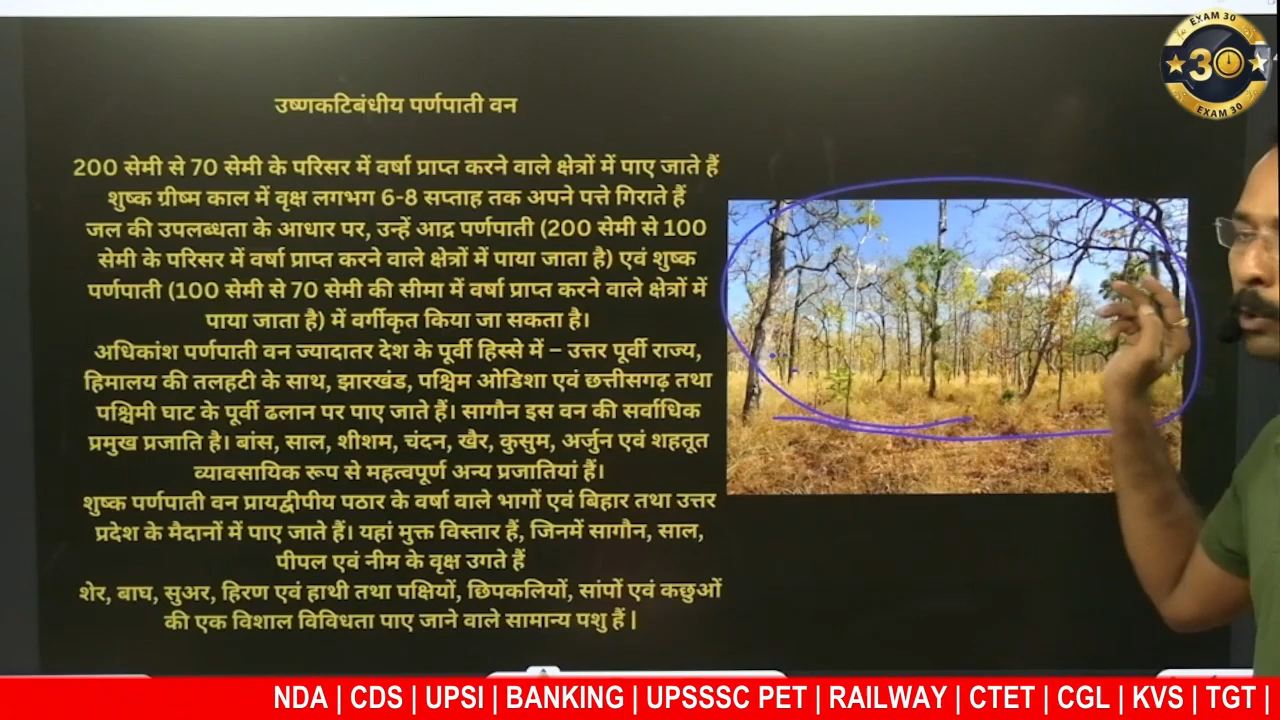 EXAM 30
30
EXAM 30
उष्णकटिबंधीय पर्णपाती वन
200 सेमी से 70 सेमी के परिसर में वर्षा प्राप्त करने वाले क्षेत्रों में पाए जाते हैं
शुष्क ग्रीष्म काल में वृक्ष लगभग 6-8 सप्ताह तक अपने पत्ते गिराते हैं
जल की उपलब्धता के आधार पर, उन्हें आद्र पर्णपाती (200 सेमी से 100
सेमी के परिसर में वर्षा प्राप्त करने वाले क्षेत्रों में पाया जाता है) एवं शुष्क
पर्णपाती (100 सेमी से 70 सेमी की सीमा में वर्षा प्राप्त करने वाले क्षेत्रों में
पाया जाता है) में वर्गीकृत किया जा सकता है।
अधिकांश पर्णपाती वन ज्यादातर देश के पूर्वी हिस्से में – उत्तर पूर्वी राज्य,
हिमालय की तलहटी के साथ, झारखंड, पश्चिम ओडिशा एवं छत्तीसगढ़ तथा
पश्चिमी घाट के पूर्वी ढलान पर पाए जाते हैं। सागौन इस वन की सर्वाधिक
प्रमुख प्रजाति है। बांस, साल, शीशम, चंदन, खैर, कुसुम, अर्जुन एवं शहतूत
व्यावसायिक रूप से महत्वपूर्ण अन्य प्रजातियां हैं।
शुष्क पर्णपाती वन प्रायद्वीपीय पठार के वर्षा वाले भागों एवं बिहार तथा उत्तर
प्रदेश के मैदानों में पाए जाते हैं। यहां मुक्त विस्तार हैं, जिनमें सागौन, साल,
पीपल एवं नीम के वृक्ष उगते हैं
शेर, बाघ, सुअर, हिरण एवं हाथी तथा पक्षियों, छिपकलियों, सांपों एवं कछुओं
की एक विशाल विविधता पाए जाने वाले सामान्य पशु हैं |
NDA | CDS | UPSI | BANKING | UPSSSC PET | RAILWAY | CTET | CGL | KVS | TGT |